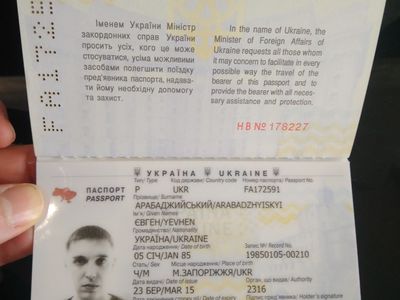 Іменем України Міністр
закордонних справ України
просить усіх, кого це може
стосуватися, усіма можливими
засобами полегшити поїздку
пред'явника паспорта, надава-
ти йому необхідну допомогу
та захист.
In the name of Ukraine, the
Minister of Foreign Affairs of
Ukraine requests all those whom
it may concern to facilitate in every
possible way the travel of the
bearer of this passport and to
provide the bearer with all neces-
sary assistance and protection.
НВ № 178227
УКРАЇНА UKRAINE
ПАСПОРТ
PASSPORT
Тип/Type Код держави/Country code Номер паспорта/Passport No.
P UKR FA172591
Прізвище/Surname
АРАБАДЖИЙСЬКИЙ/ARABADZHYISKYI
Ім'я/Given Names
ЄВГЕН/YEVHEN
Громадянство/Nationality
УКРАЇНА/UKRAINE
Дата народження/Date of birth Запис №/Record No.
05 СІЧ/JAN 85 19850105-00210
Стать/Sex Місце народження/Place of birth
Ч/M М.ЗАПОРІЖЖЯ/UKR
Дата видачі/Date of issue Орган, що видав/Authority
23 БЕР/MAR 15 2316
Holder's signature